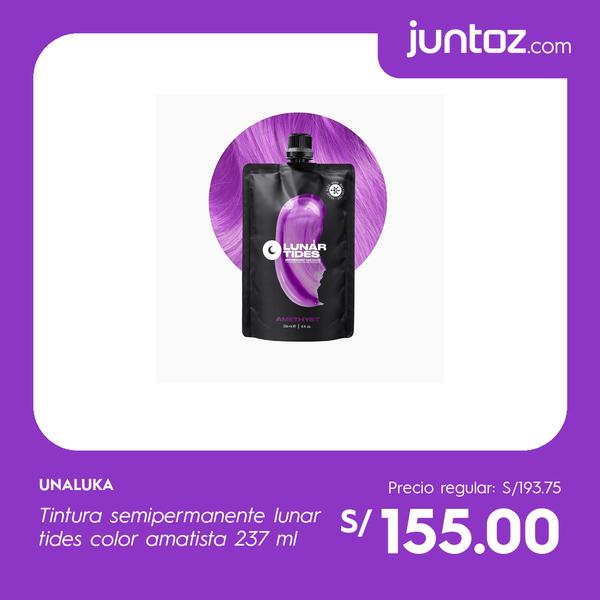 juntoz.com
LUNAR
TIDES
AMETHYST
UNALUKA
Tintura semipermanente lunar
tides color amatista 237 ml
Precio regular: S/193.75
S/155.00